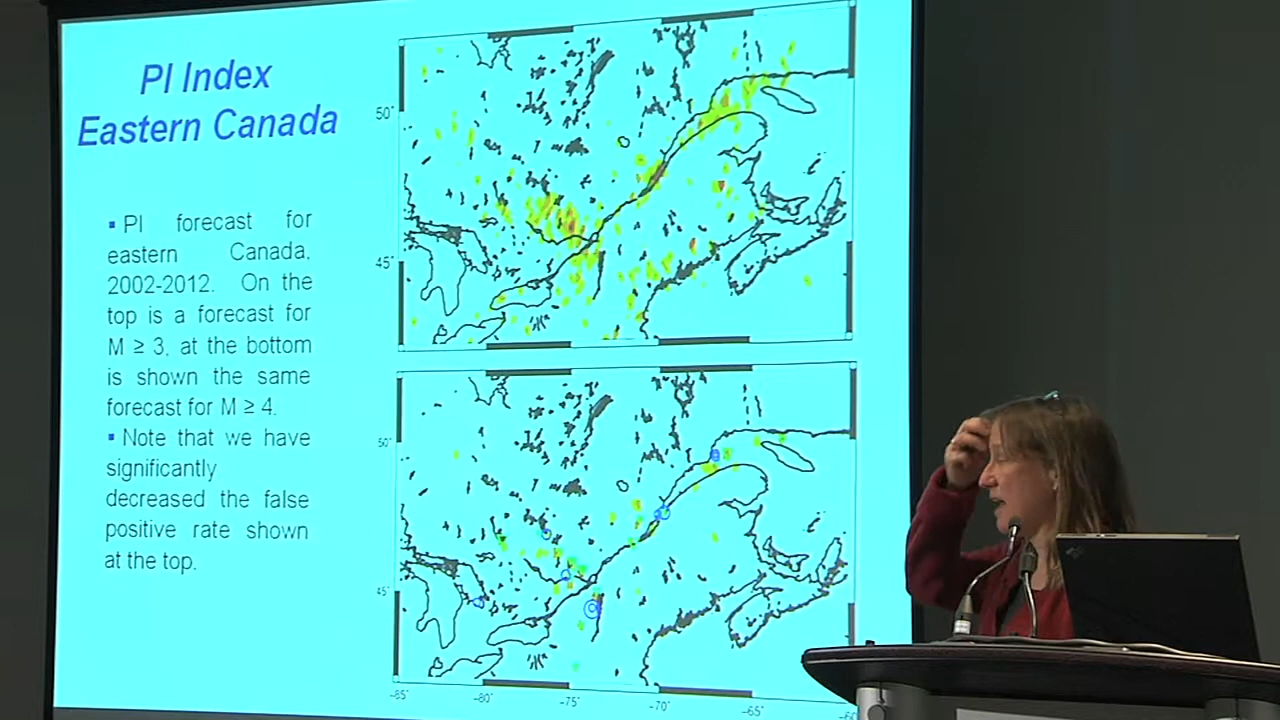 PI Index
Eastern Canada
▪ PI forecast for
eastern Canada,
2002-2012. On the
top is a forecast for
M ≥ 3, at the bottom
is shown the same
forecast for M ≥ 4.
▪ Note that we have
significantly
decreased the false
positive rate shown
at the top.
50˚
45˚
50˚
45˚
-85˚ -80˚ -75˚ -70˚ -65˚ -60